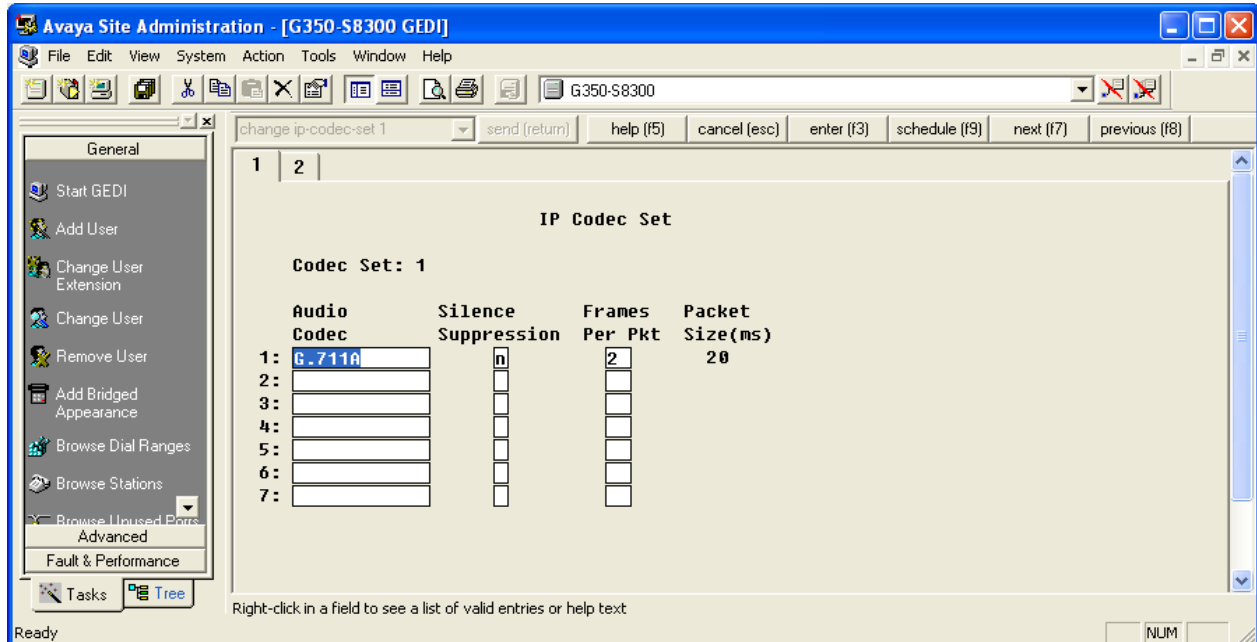 Avaya Site Administration - [G350-S8300 GEDI]
File Edit View System Action Tools Window Help
G350-S8300
change ip-codec-set 1 send (return) help (f5) cancel (esc) enter (f3) schedule (f9) next (f7) previous (f8)
General
Start GEDI
Add User
Change User
Extension
Change User
Remove User
Add Bridged
Appearance
Browse Dial Ranges
Browse Stations
Browse Unused Ports
Advanced
Fault & Performance
Tasks Tree
1 2
IP Codec Set
Codec Set: 1
Audio Silence Frames Packet
Codec Suppression Per Pkt Size(ms)
1: G.711A n 2 20
2:
3:
4:
5:
6:
7:
Right-click in a field to see a list of valid entries or help text
Ready NUM